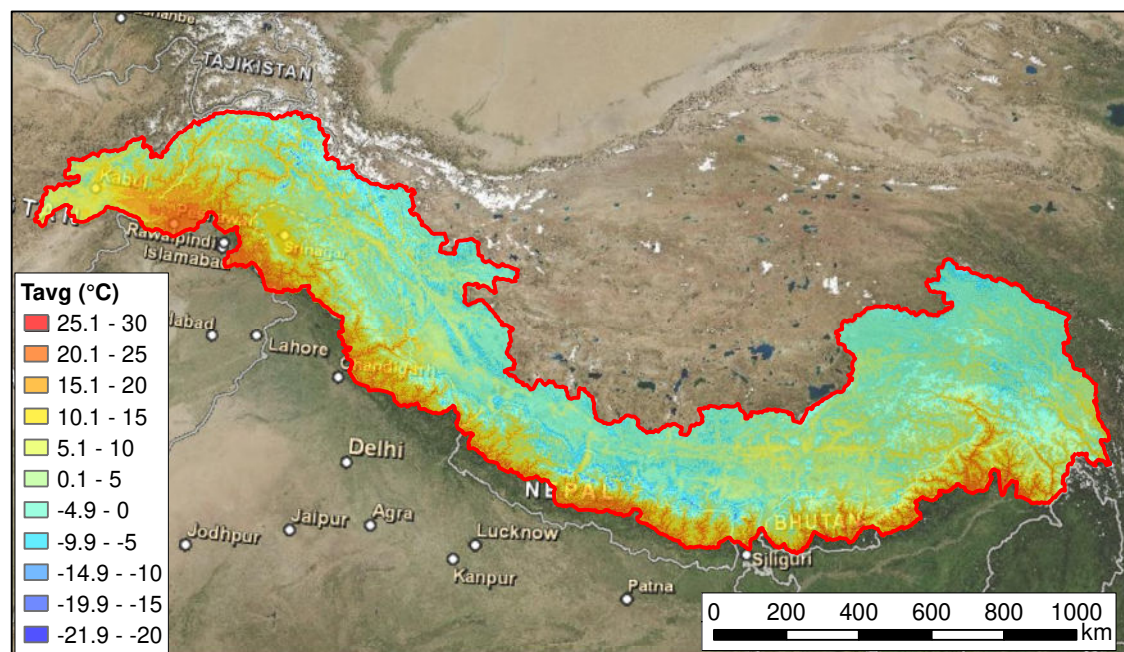 TAJIKISTAN
Kabul
Srinagar
Rawalpindi
Islamabad
Lahore
Chandigarh
Delhi
NEPAL
BHUTAN
Jodhpur
Jaipur
Agra
Lucknow
Kanpur
Siliguri
Patna
Tavg (°C)
25.1 - 30
20.1 - 25
15.1 - 20
10.1 - 15
5.1 - 10
0.1 - 5
-4.9 - 0
-9.9 - -5
-14.9 - -10
-19.9 - -15
-21.9 - -20
0 200 400 600 800 1000
km